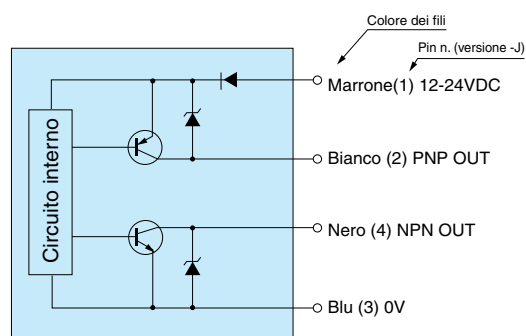 Colore dei fili
Pin n. (versione -J)
Marrone(1) 12-24VDC
Bianco (2) PNP OUT
Circuito interno
Nero (4) NPN OUT
Blu (3) 0V